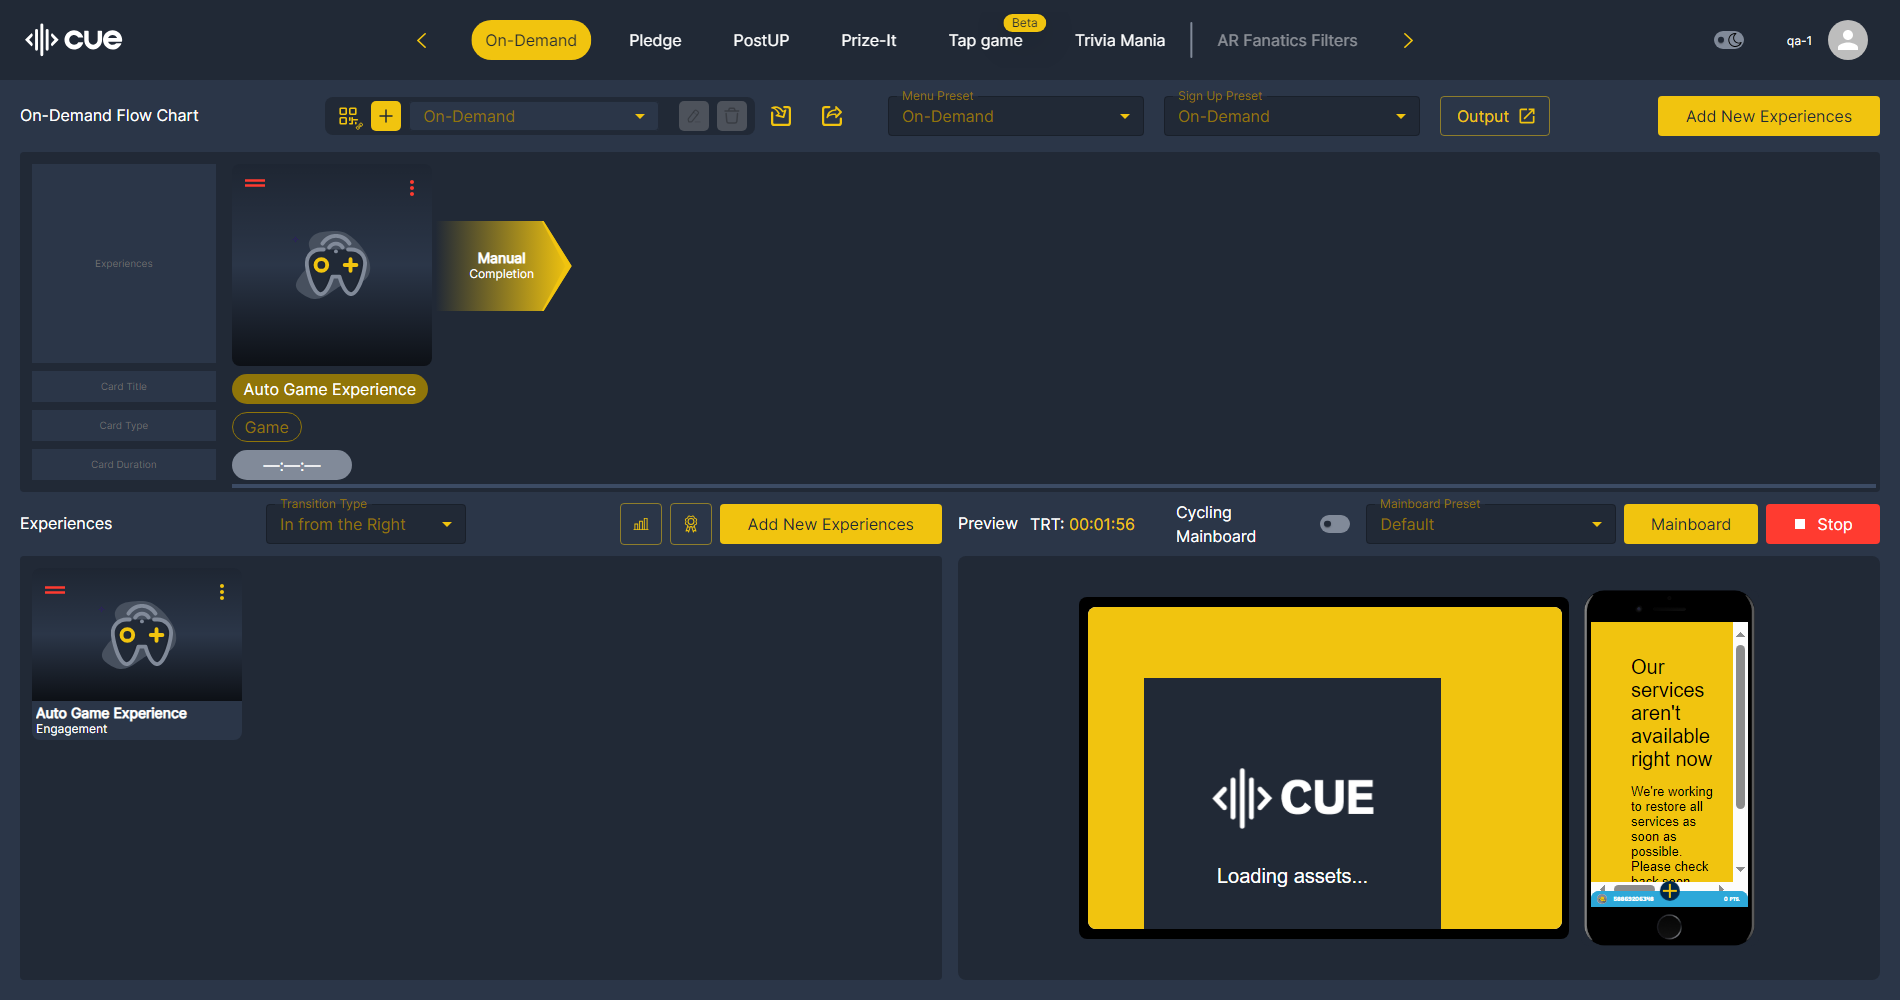 CUE
On-Demand
Pledge
PostUP
Prize-It
Beta
Tap game
Trivia Mania
AR Fanatics Filters
qa-1
On-Demand Flow Chart
On-Demand
Menu Preset
On-Demand
Sign Up Preset
On-Demand
Output
Add New Experiences
Experiences
Manual
Completion
Card Title
Auto Game Experience
Card Type
Game
Card Duration
—:—:—
Experiences
Transition Type
In from the Right
Add New Experiences
Preview
TRT: 00:01:56
Cycling
Mainboard
Mainboard Preset
Default
Mainboard
Stop
Auto Game Experience
Engagement
CUE
Loading assets...
Our
services
aren't
available
right now
We're working
to restore all
services as
soon as
possible.
Please check
back soon
0 PTS.